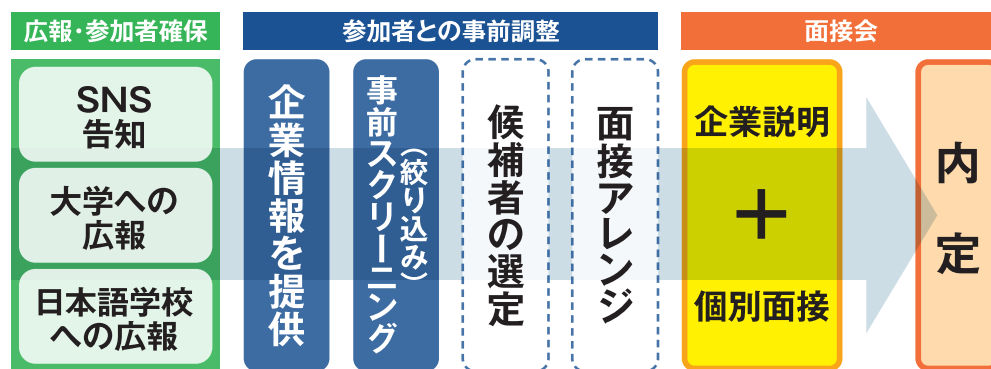 広報・参加者確保
SNS
告知
大学への
広報
日本語学校
への広報
参加者との事前調整
企業情報を提供
事前スクリーニング
（絞り込み）
候補者の選定
面接アレンジ
面接会
企業説明
＋
個別面接
内定